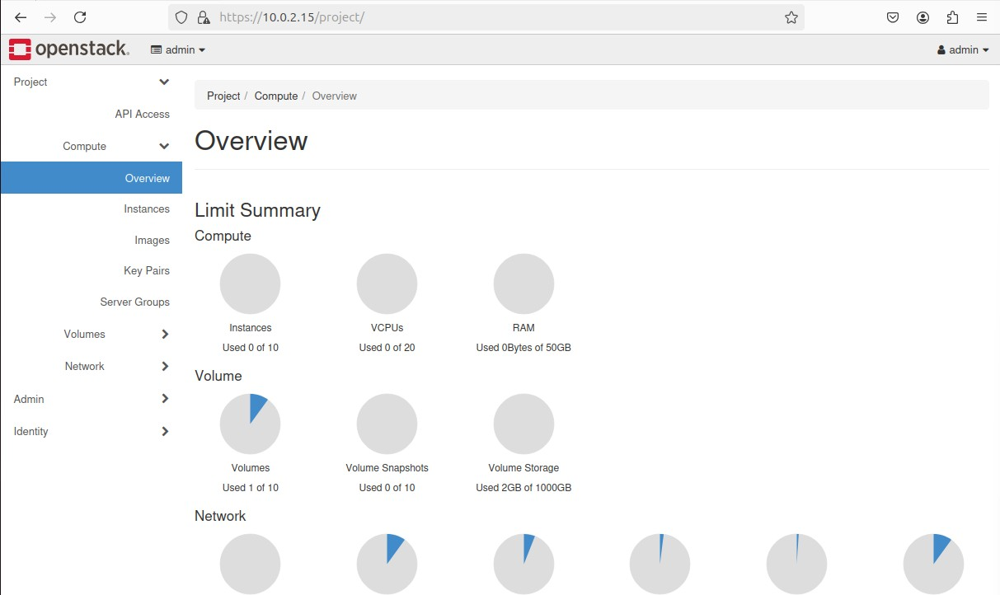 https://10.0.2.15/project/
openstack. admin admin
Project
API Access
Compute
Overview
Instances
Images
Key Pairs
Server Groups
Volumes
Network
Admin
Identity
Project / Compute / Overview
Overview
Limit Summary
Compute
Instances VCPUs RAM
Used 0 of 10 Used 0 of 20 Used 0Bytes of 50GB
Volume
Volumes Volume Snapshots Volume Storage
Used 1 of 10 Used 0 of 10 Used 2GB of 1000GB
Network